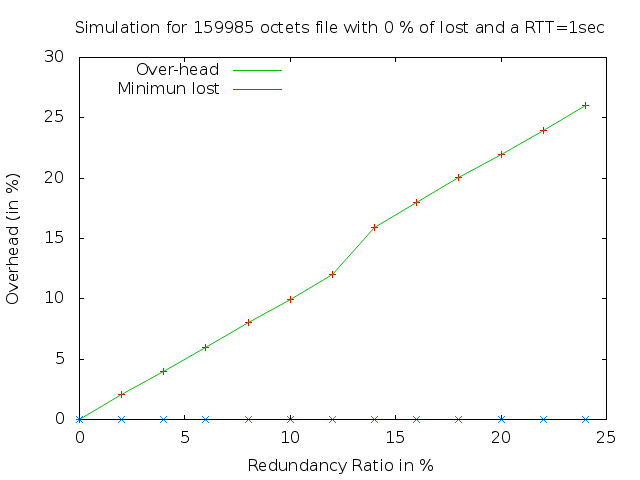 Simulation for 159985 octets file with 0 % of lost and a RTT=1sec
30
25
20
15
10
5
0
Overhead (in %)
Over-head
Minimun lost
0 5 10 15 20 25
Redundancy Ratio in %